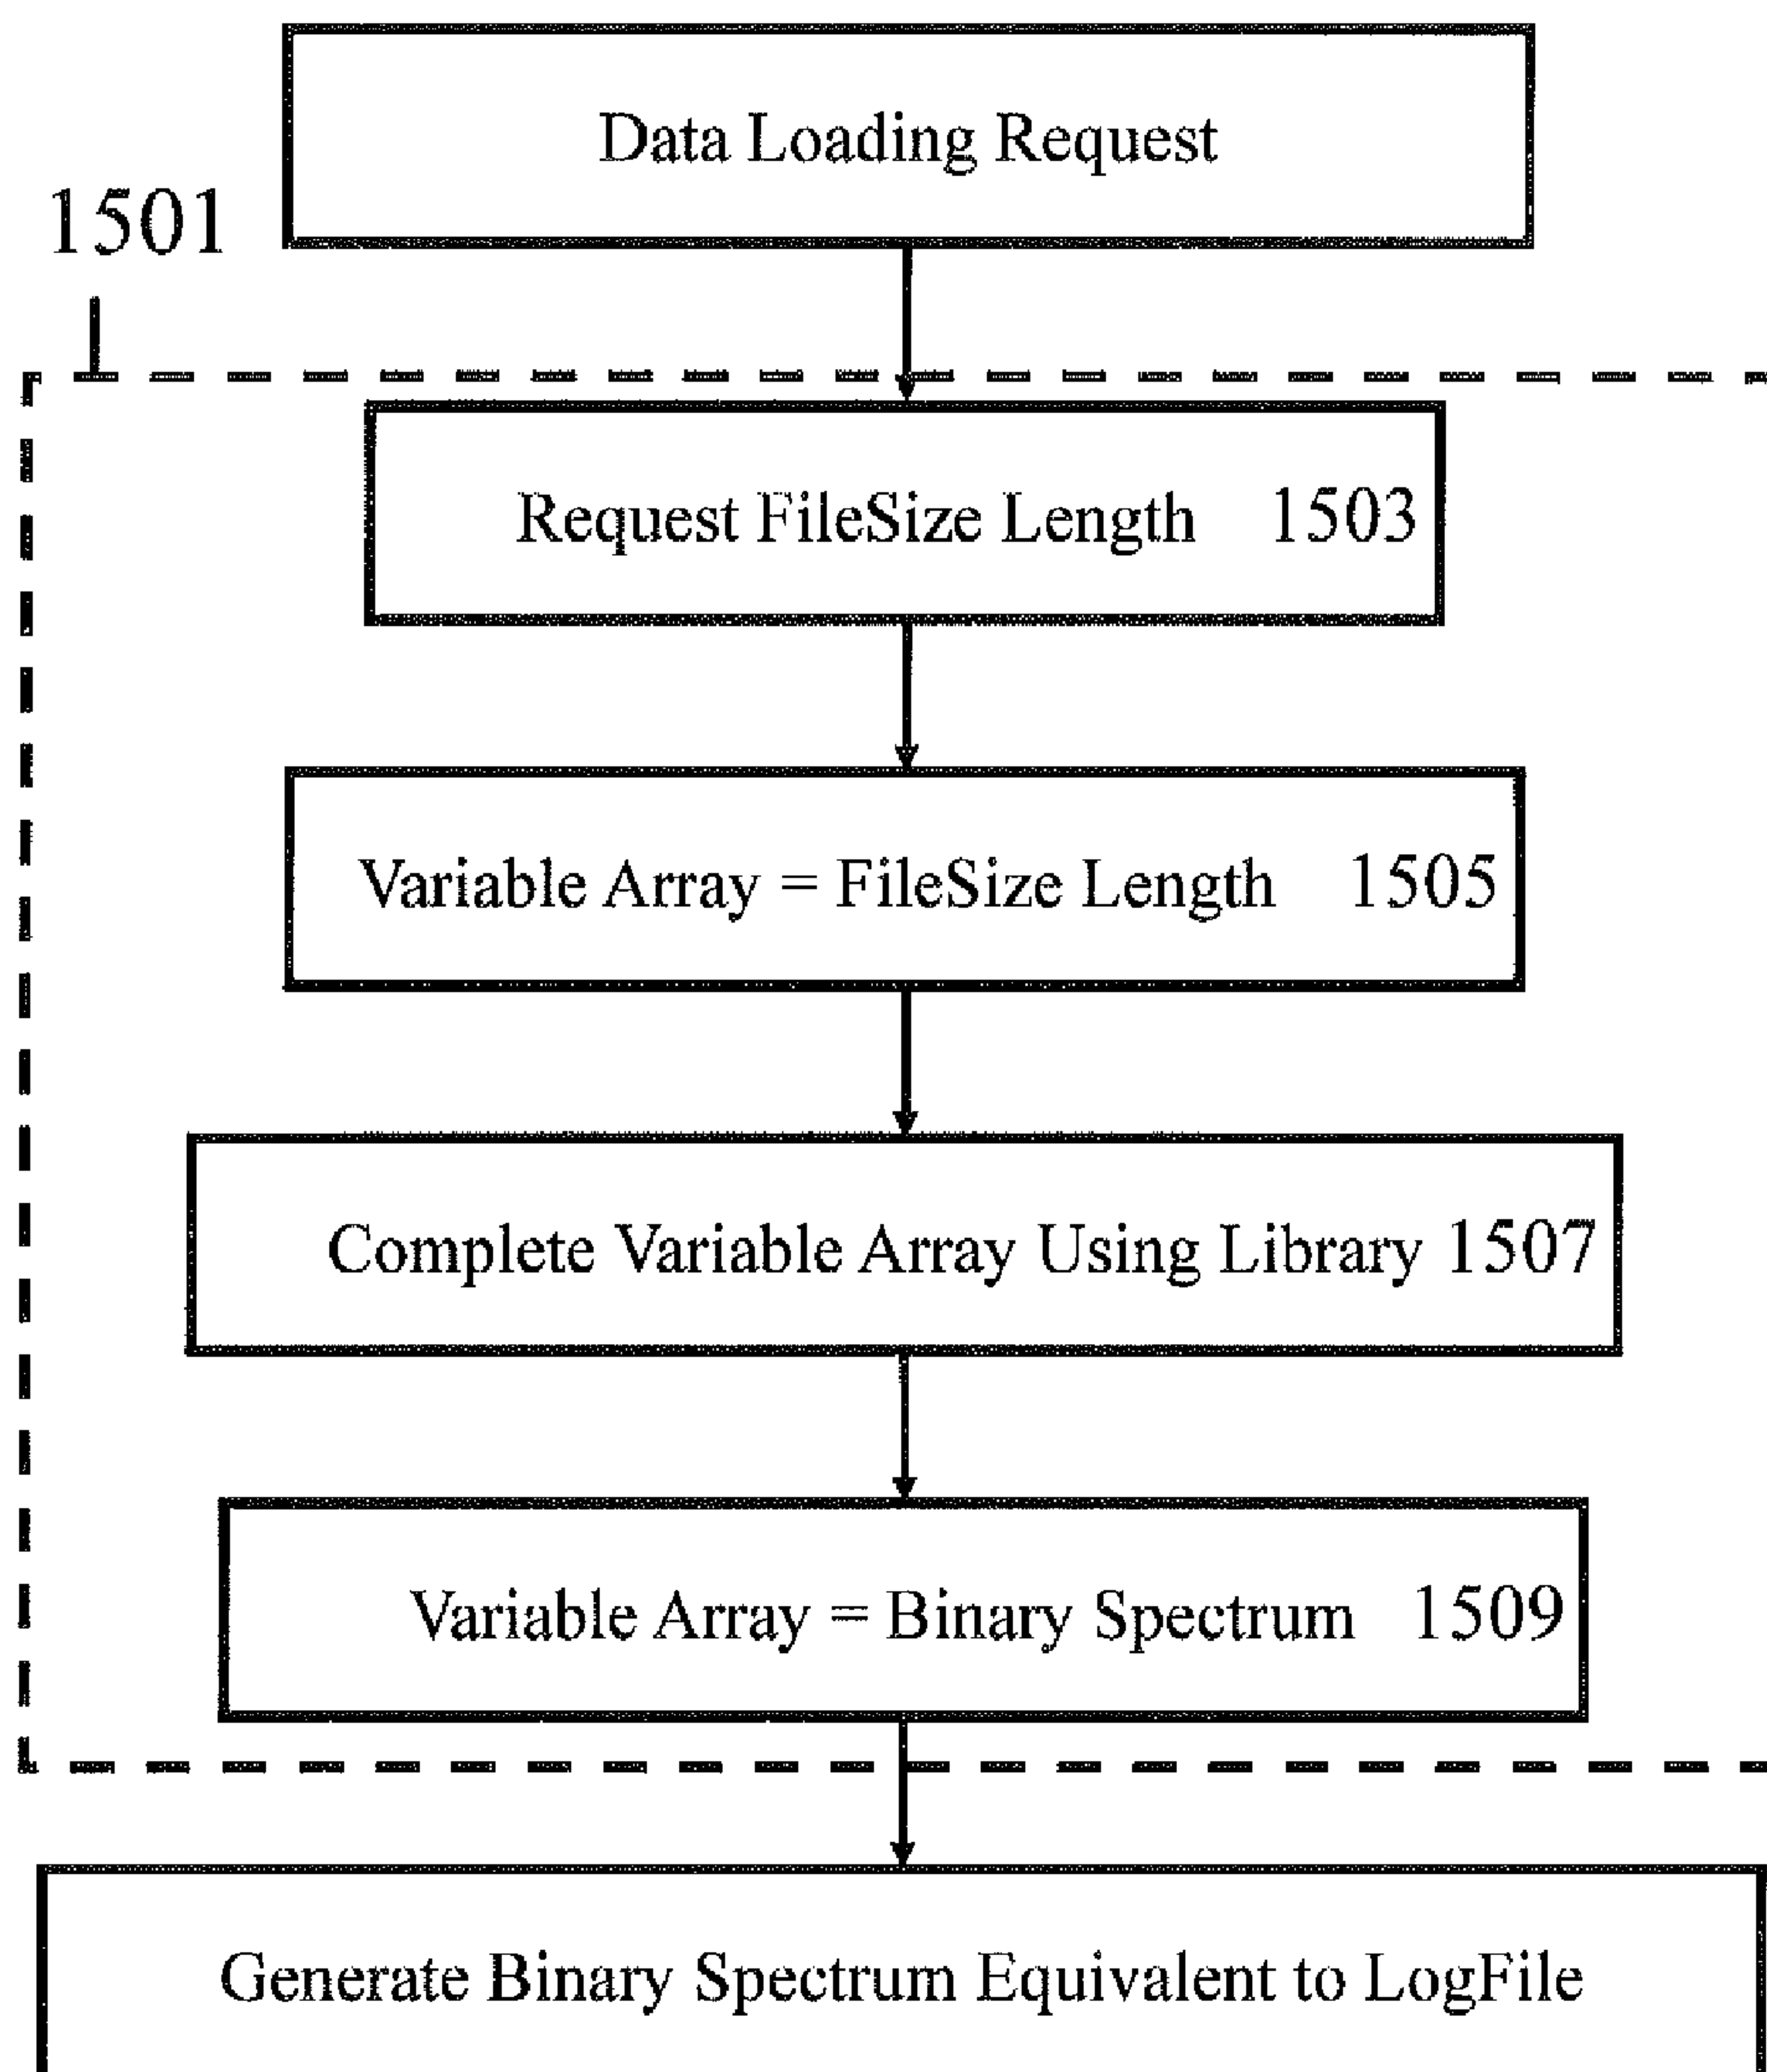 Data Loading Request
1501
Request FileSize Length 1503
Variable Array = FileSize Length 1505
Complete Variable Array Using Library 1507
Variable Array = Binary Spectrum 1509
Generate Binary Spectrum Equivalent to LogFile